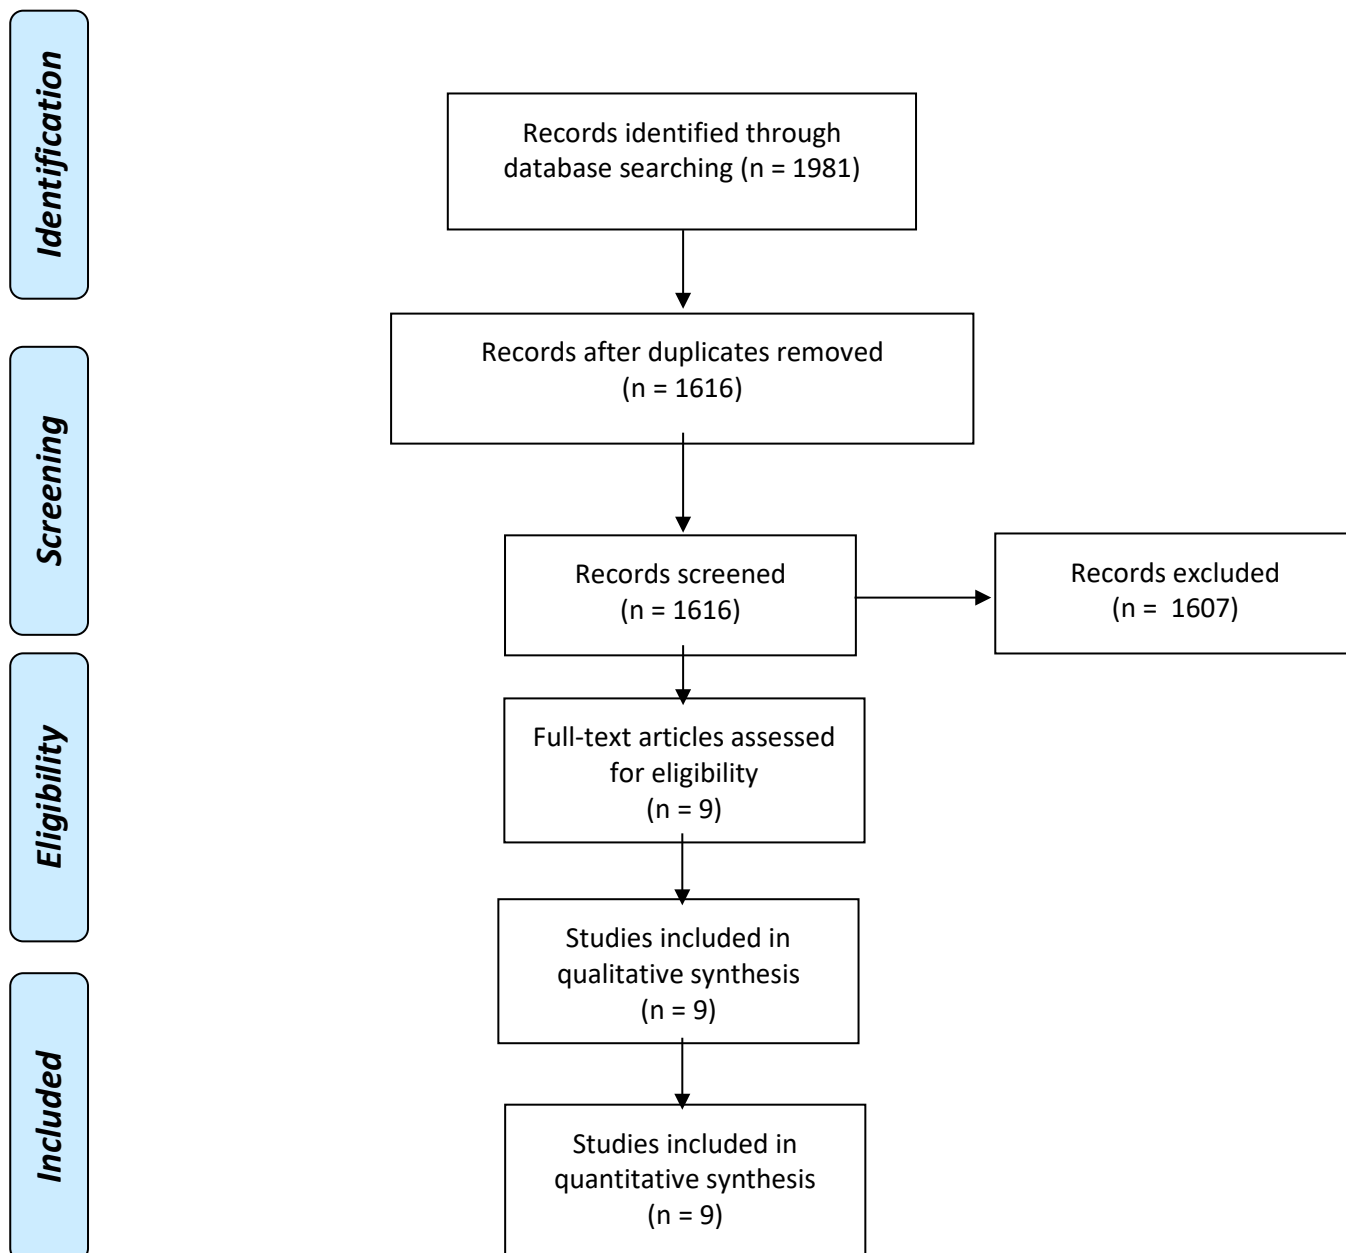 Identification
Records identified through
database searching (n = 1981)
Records after duplicates removed
(n = 1616)
Screening
Records screened
(n = 1616)
Records excluded
(n =  1607)
Eligibility
Full-text articles assessed
for eligibility
(n = 9)
Studies included in
qualitative synthesis
(n = 9)
Included
Studies included in
quantitative synthesis
(n = 9)